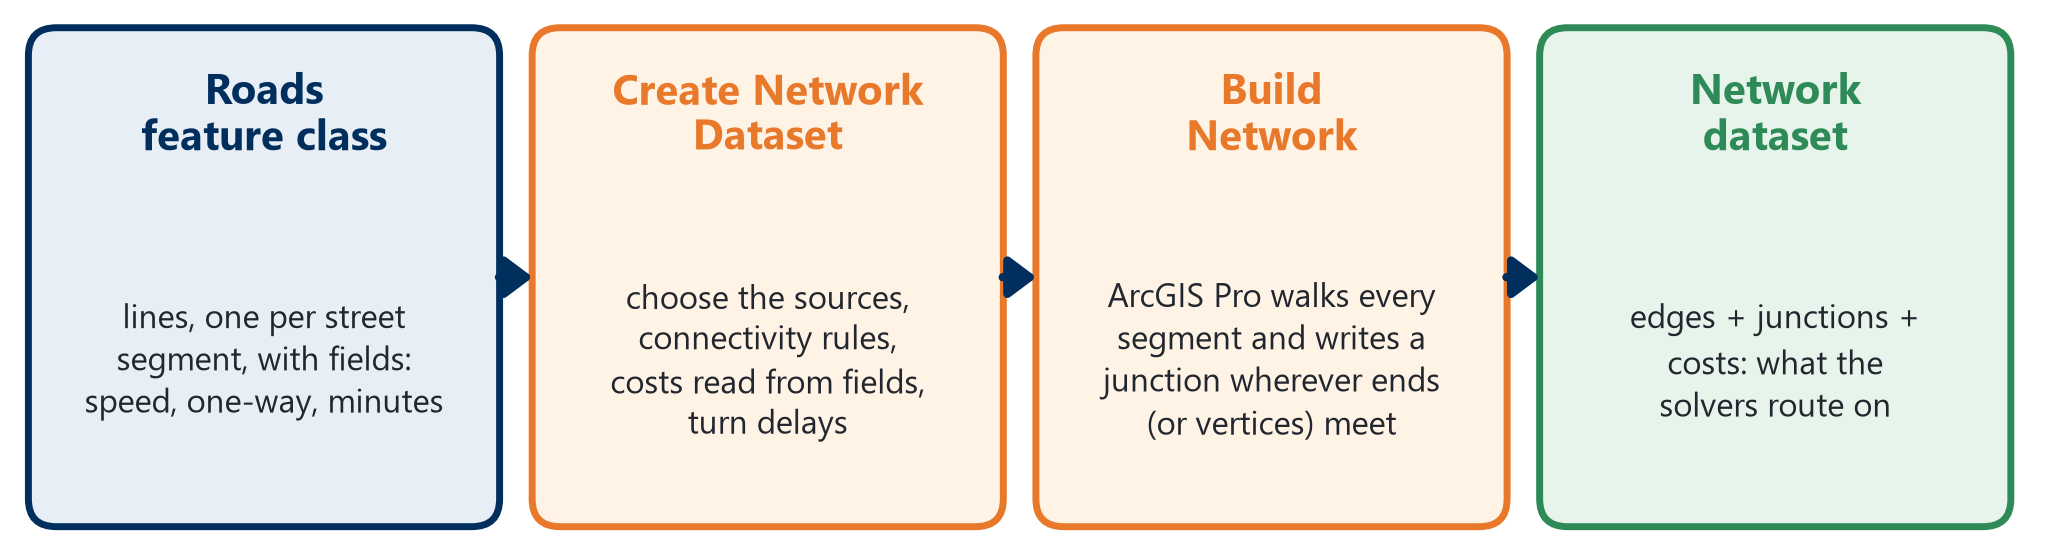 Roads
feature class
lines, one per street
segment, with fields:
speed, one-way, minutes
Create Network
Dataset
choose the sources,
connectivity rules,
costs read from fields,
turn delays
Build
Network
ArcGIS Pro walks every
segment and writes a
junction wherever ends
(or vertices) meet
Network
dataset
edges + junctions +
costs: what the
solvers route on